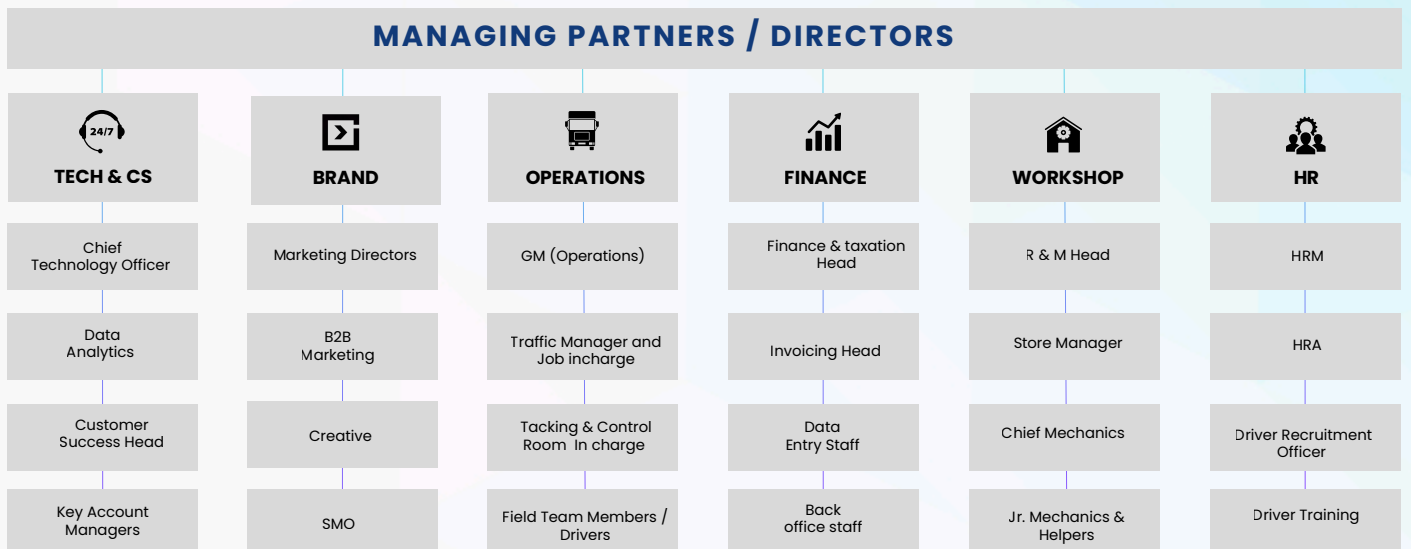 MANAGING PARTNERS / DIRECTORS
24/7
TECH & CS
BRAND
OPERATIONS
FINANCE
WORKSHOP
HR
Chief
Technology Officer
Marketing Directors
GM (Operations)
Finance & taxation
Head
R & M Head
HRM
Data
Analytics
B2B
Marketing
Traffic Manager and
Job incharge
Invoicing Head
Store Manager
HRA
Customer
Success Head
Creative
Tacking & Control
Room In charge
Data
Entry Staff
Chief Mechanics
Driver Recruitment
Officer
Key Account
Managers
SMO
Field Team Members /
Drivers
Back
office staff
Jr. Mechanics &
Helpers
Driver Training